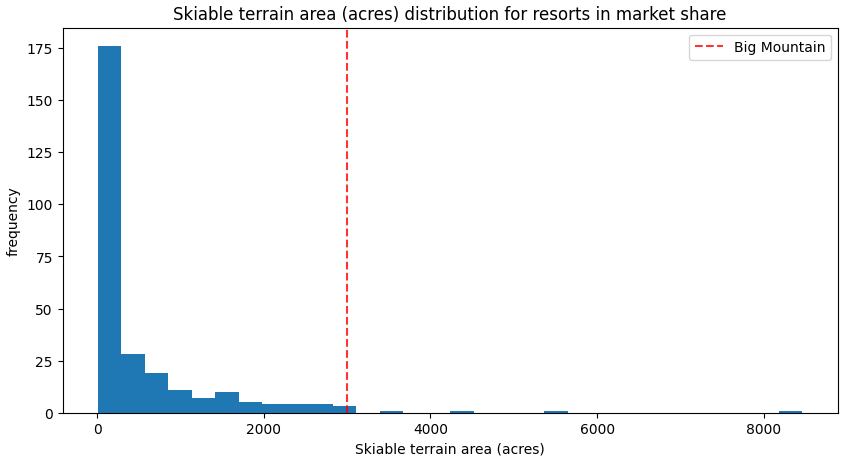 Skiable terrain area (acres) distribution for resorts in market share
Big Mountain
175
150
125
100
75
50
25
0
frequency
0 2000 4000 6000 8000
Skiable terrain area (acres)